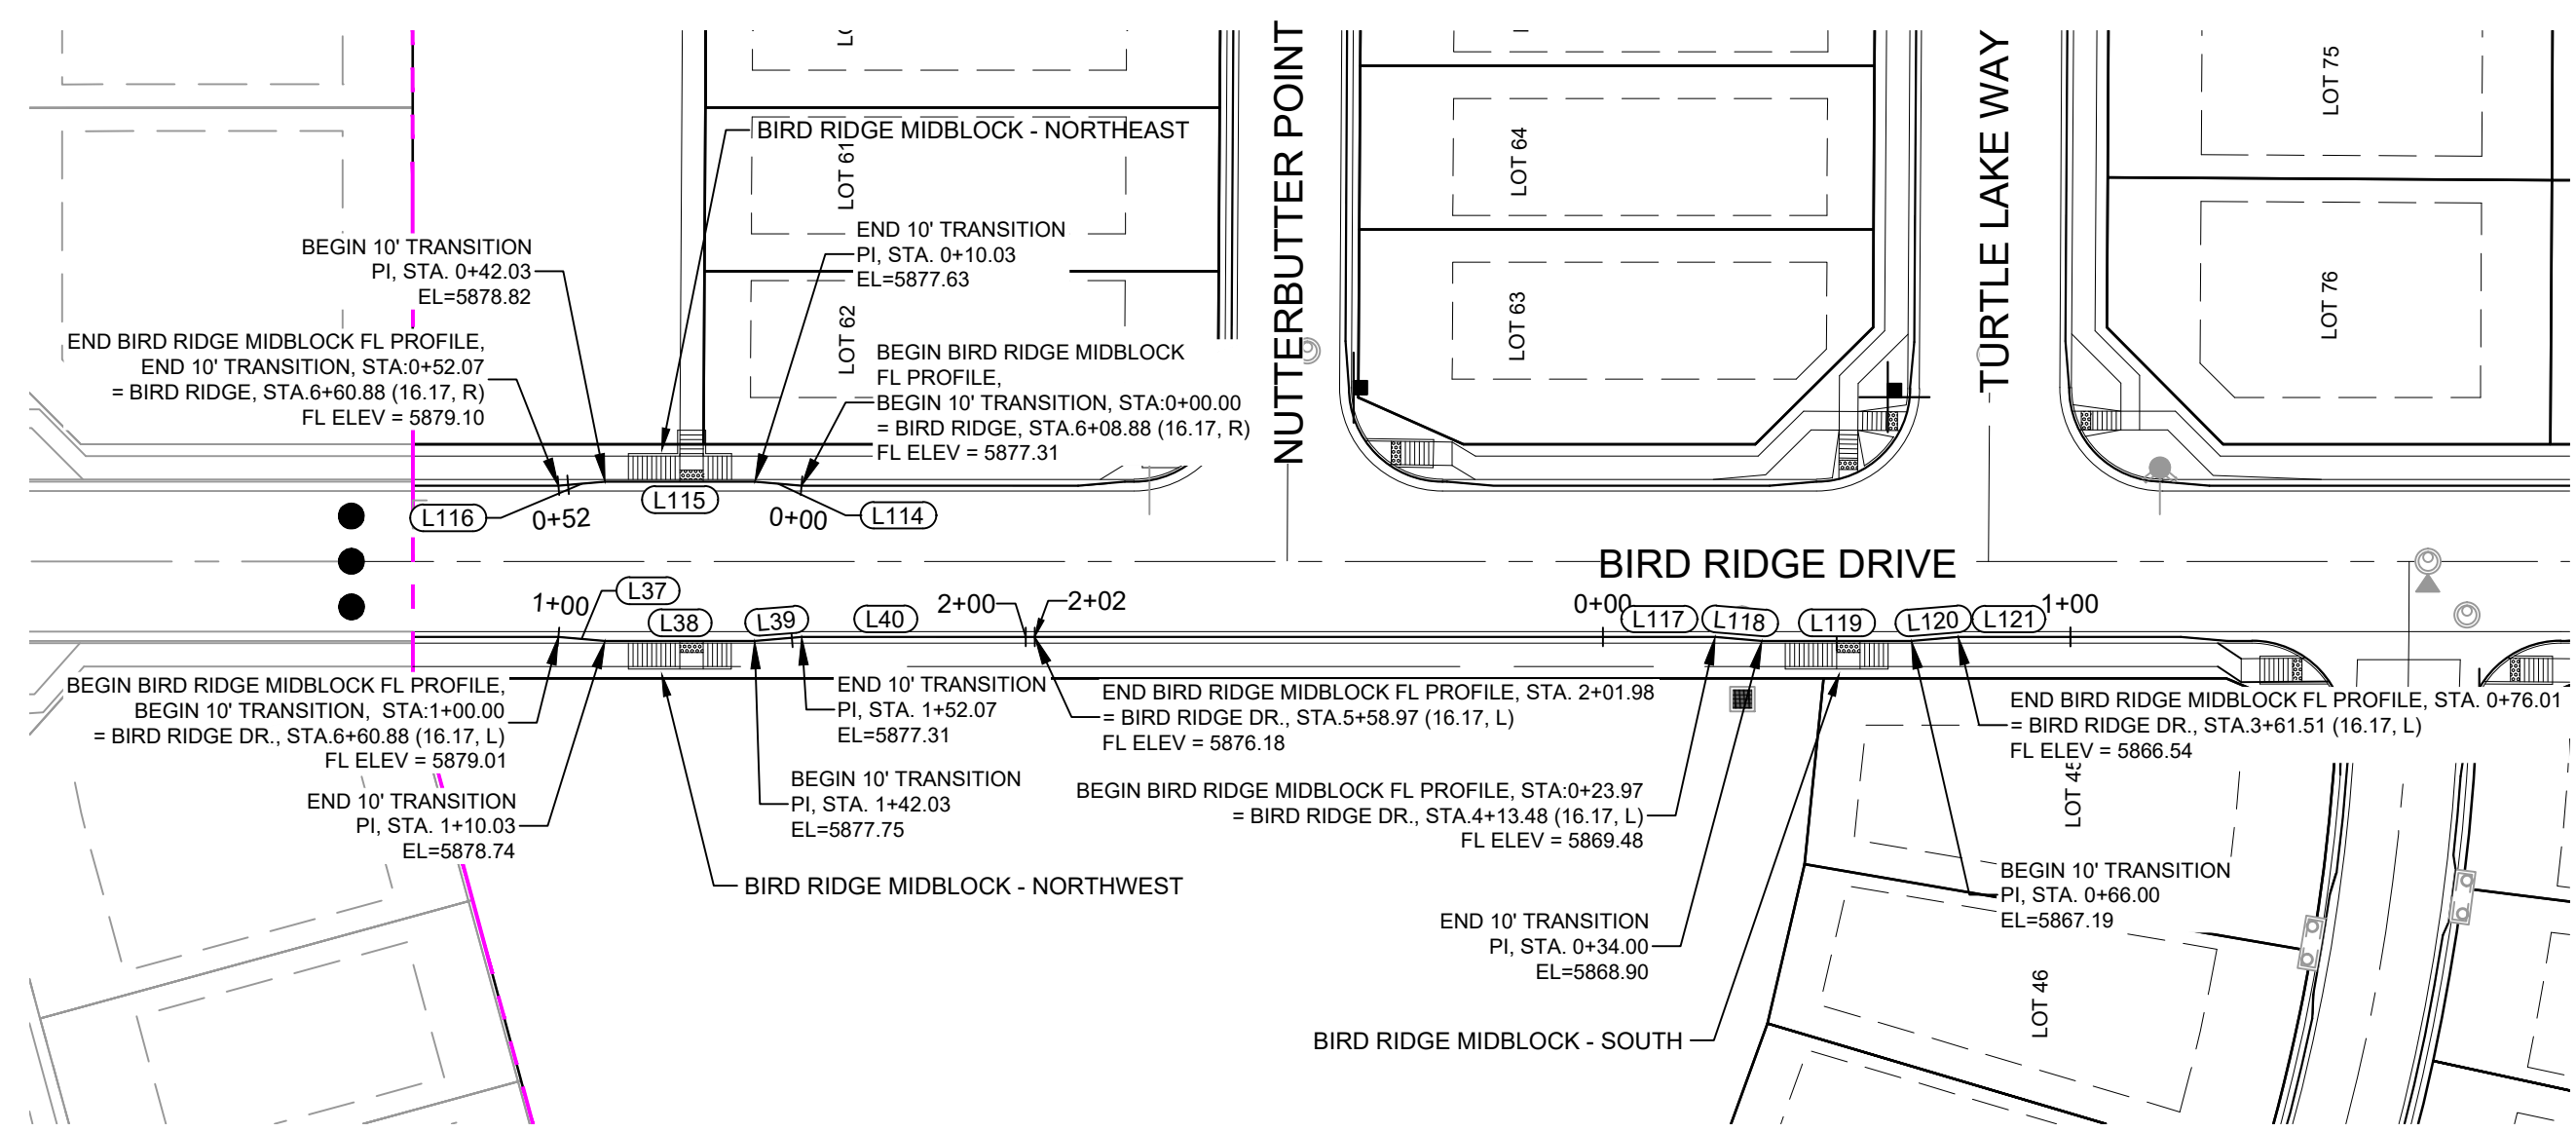 NUTTERBUTTER POINT
TURTLE LAKE WAY
LOT 75
LOT 64
LOT 61
BIRD RIDGE MIDBLOCK - NORTHEAST
END 10' TRANSITION
PI, STA. 0+10.03
EL=5877.63
BEGIN 10' TRANSITION
PI, STA. 0+42.03
EL=5878.82
LOT 62
LOT 63
LOT 76
END BIRD RIDGE MIDBLOCK FL PROFILE,
END 10' TRANSITION, STA:0+52.07
= BIRD RIDGE, STA.6+60.88 (16.17, R)
FL ELEV = 5879.10
BEGIN BIRD RIDGE MIDBLOCK
FL PROFILE,
BEGIN 10' TRANSITION, STA:0+00.00
= BIRD RIDGE, STA.6+08.88 (16.17, R)
FL ELEV = 5877.31
L116
0+52
L115
0+00
L114
BIRD RIDGE DRIVE
1+00
L37
L38
L39
L40
2+00
2+02
0+00
L117
L118
L119
L120
L121
1+00
BEGIN BIRD RIDGE MIDBLOCK FL PROFILE,
BEGIN 10' TRANSITION, STA:1+00.00
= BIRD RIDGE DR., STA.6+60.88 (16.17, L)
FL ELEV = 5879.01
END 10' TRANSITION
PI, STA. 1+10.03
EL=5878.74
END 10' TRANSITION
PI, STA. 1+52.07
EL=5877.31
BEGIN 10' TRANSITION
PI, STA. 1+42.03
EL=5877.75
BIRD RIDGE MIDBLOCK - NORTHWEST
END BIRD RIDGE MIDBLOCK FL PROFILE, STA. 2+01.98
= BIRD RIDGE DR., STA.5+58.97 (16.17, L)
FL ELEV = 5876.18
BEGIN BIRD RIDGE MIDBLOCK FL PROFILE, STA:0+23.97
= BIRD RIDGE DR., STA.4+13.48 (16.17, L)
FL ELEV = 5869.48
END 10' TRANSITION
PI, STA. 0+34.00
EL=5868.90
BIRD RIDGE MIDBLOCK - SOUTH
END BIRD RIDGE MIDBLOCK FL PROFILE, STA. 0+76.01
= BIRD RIDGE DR., STA.3+61.51 (16.17, L)
FL ELEV = 5866.54
LOT 45
BEGIN 10' TRANSITION
PI, STA. 0+66.00
EL=5867.19
LOT 46